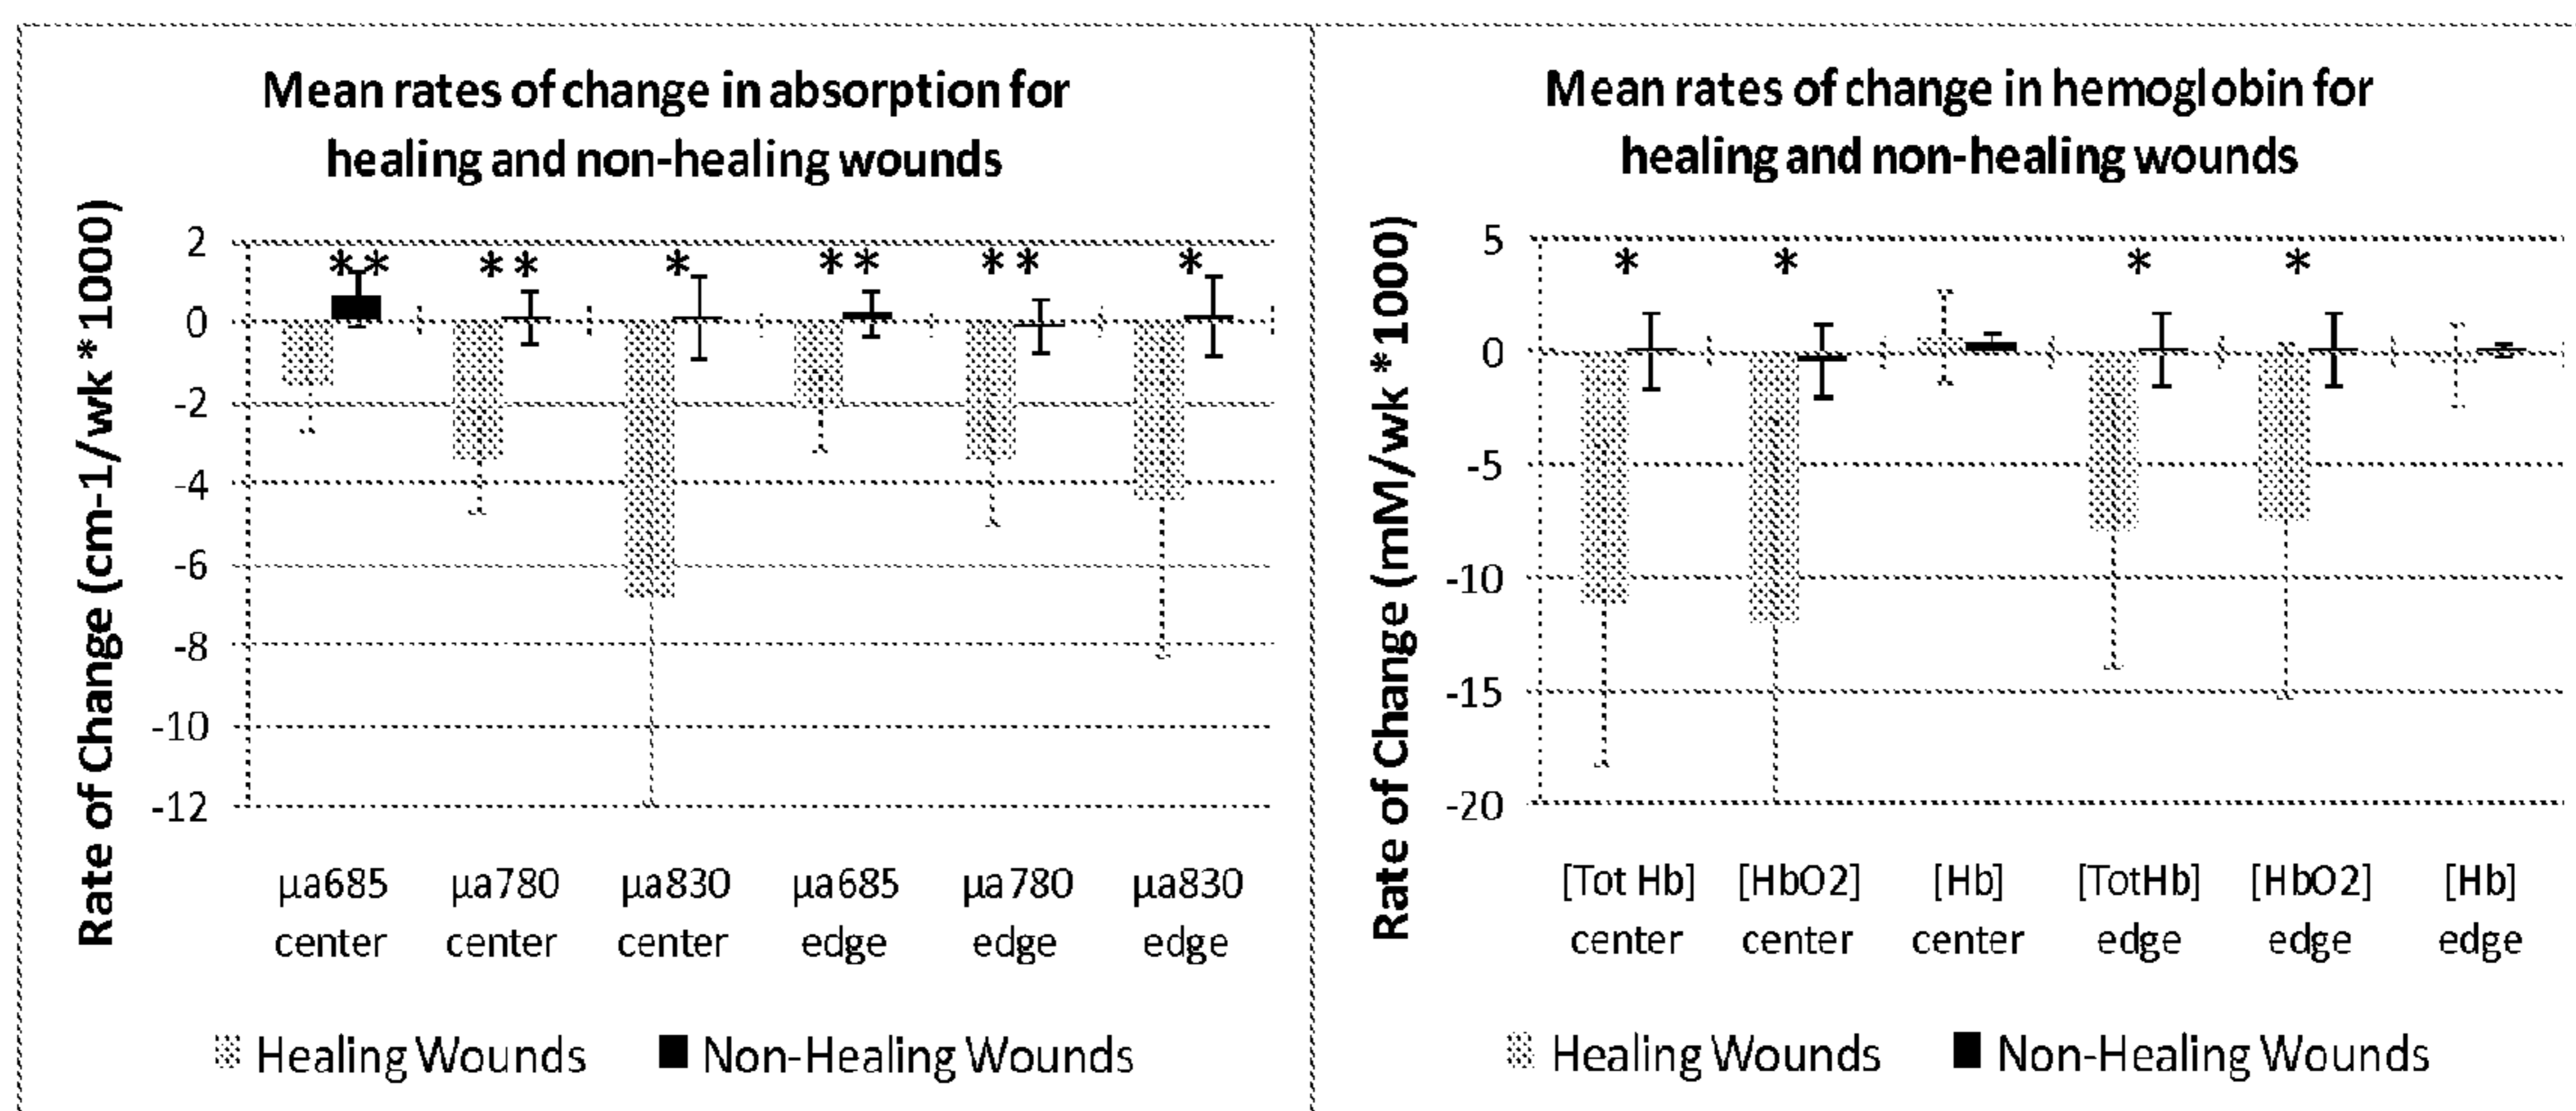 Mean rates of change in absorption for
healing and non-healing wounds
Rate of Change (cm-1/wk *1000)
2
0
-2
-4
-6
-8
-10
-12
** ** * ** ** *
μa685 center
μa780 center
μa830 center
μa685 edge
μa780 edge
μa830 edge
Healing Wounds
Non-Healing Wounds
Mean rates of change in hemoglobin for
healing and non-healing wounds
Rate of Change (mM/wk *1000)
5
0
-5
-10
-15
-20
* * * *
[Tot Hb] center
[HbO2] center
[Hb] center
[TotHb] edge
[HbO2] edge
[Hb] edge
Healing Wounds
Non-Healing Wounds